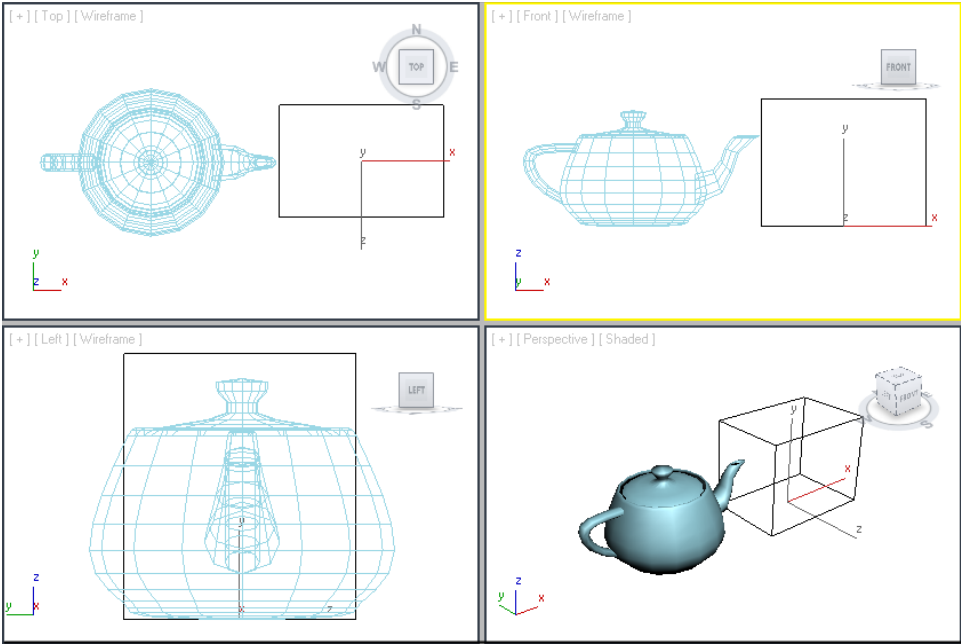 [ + ] [ Top ] [ Wireframe ]
N
W TOP E
S
y
x
z
y
z x
[ + ] [ Front ] [ Wireframe ]
FRONT
y
z x
z
y x
[ + ] [ Left ] [ Wireframe ]
LEFT
y
x z
z
y x
[ + ] [ Perspective ] [ Shaded ]
FRONT
S
y
x
z
z
y x